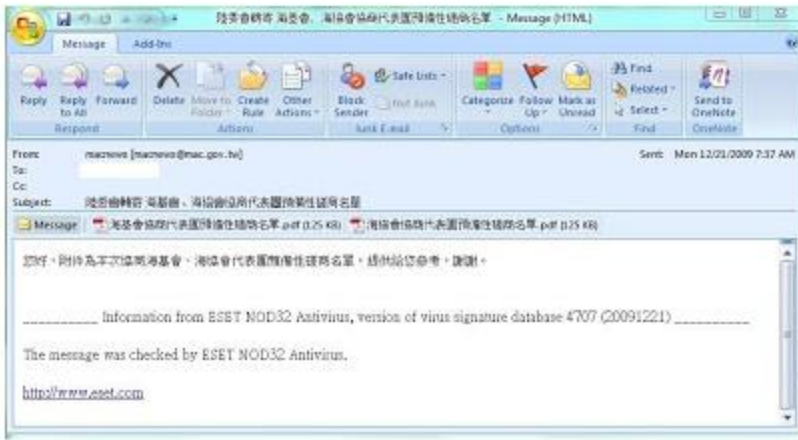 陸委會轉寄 海基會、海協會協商代表團預備性磋商名單 - Message (HTML)
Message Add-Ins
Reply Reply to All Forward Delete Move to Folder Create Rule Other Actions Block Sender Safe Lists Not Junk Categorize Follow Up Mark as Unread Find Related Select Send to OneNote
Respond Actions Junk E-mail Options Find OneNote
From: macnews [macnews@mac.gov.tw] Sent: Mon 12/21/2009 7:37 AM
To:
Cc:
Subject: 陸委會轉寄 海基會、海協會協商代表團預備性磋商名單
Message 海基會協商代表團預備性磋商名單.pdf (125 KB) 海協會協商代表團預備性磋商名單.pdf (125 KB)
您好，附件為本次協商海基會、海協會代表團預備性磋商名單，提供給您參考，謝謝。
__________ Information from ESET NOD32 Antivirus, version of virus signature database 4707 (20091221) __________
The message was checked by ESET NOD32 Antivirus.
http://www.eset.com